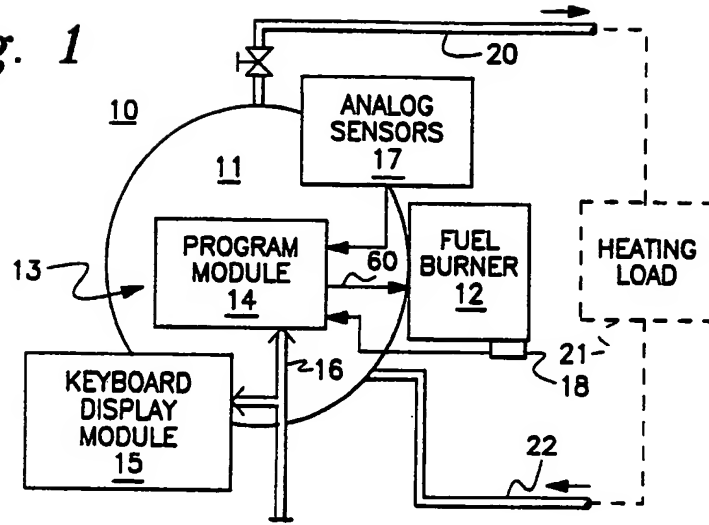 g. 1
10
20
ANALOG
SENSORS
17
11
PROGRAM
MODULE
14
60
FUEL
BURNER
12
HEATING
LOAD
13
16
18
21
KEYBOARD
DISPLAY
MODULE
15
22